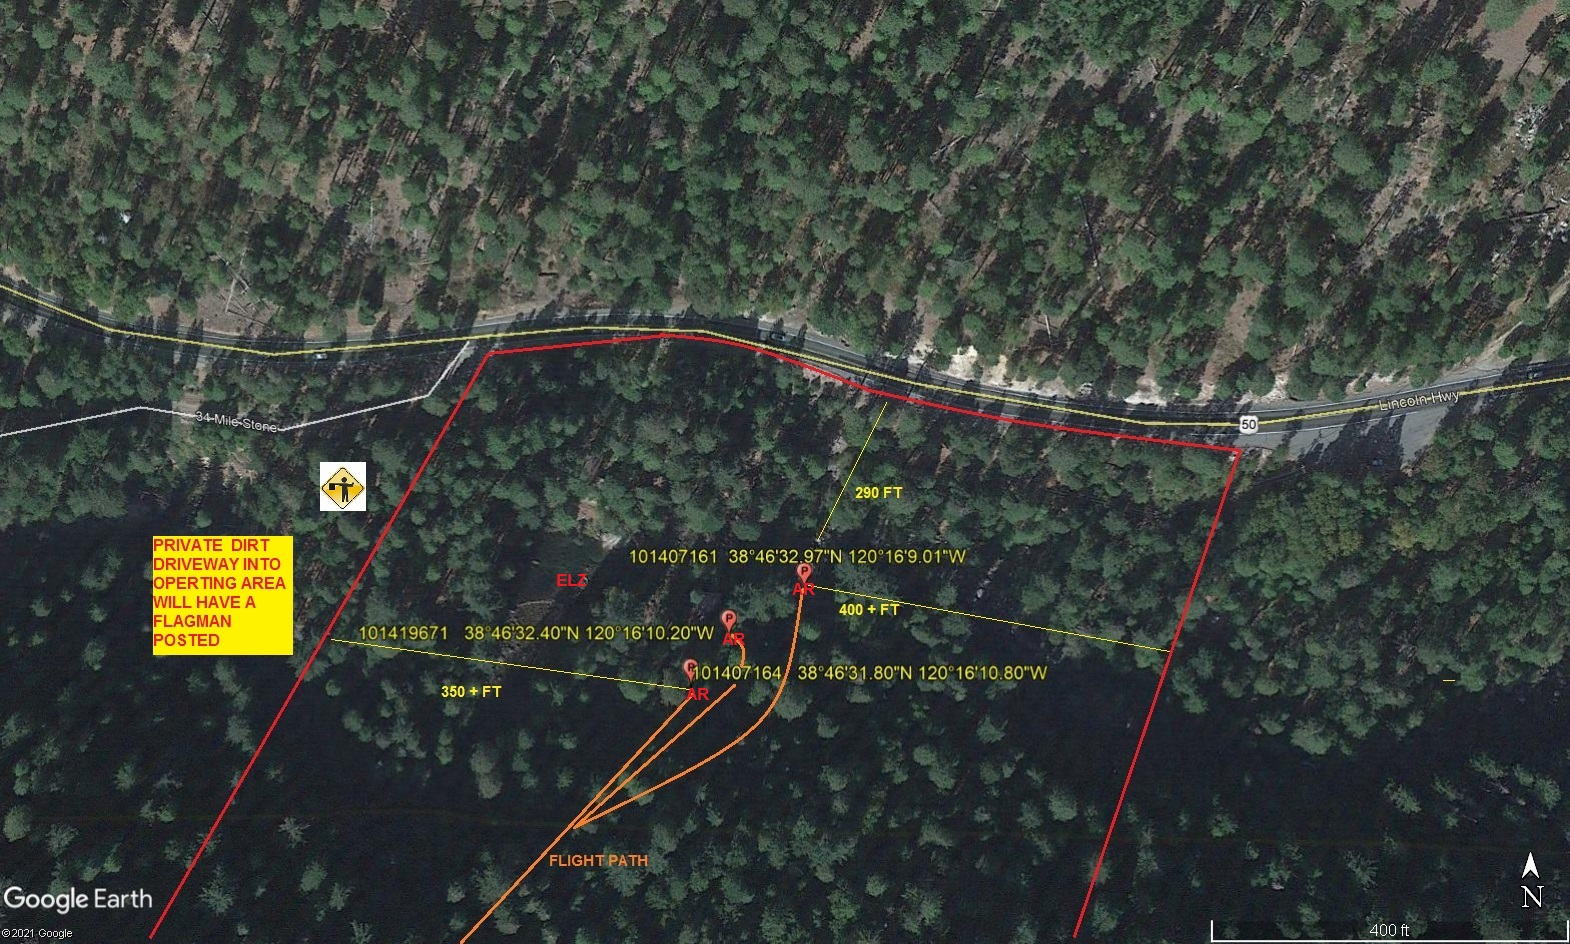 34 Mile Stone
Lincoln Hwy
50
290 FT
PRIVATE DIRT
DRIVEWAY INTO
OPERTING AREA
WILL HAVE A
FLAGMAN
POSTED
101407161 38°46'32.97"N 120°16'9.01"W
P
AR
ELZ
400 + FT
P
101419671 38°46'32.40"N 120°16'10.20"W
AR
P
101407164 38°46'31.80"N 120°16'10.80"W
350 + FT
AR
FLIGHT PATH
Google Earth
N
©2021 Google
400 ft